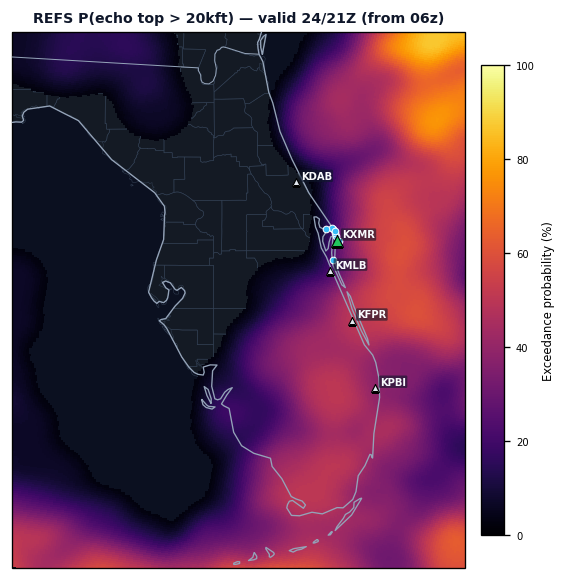 REFS P(echo top > 20kft) — valid 24/21Z (from 06z)
KDAB
KXMR
KMLB
KFPR
KPBI
100
80
60
40
20
0
Exceedance probability (%)